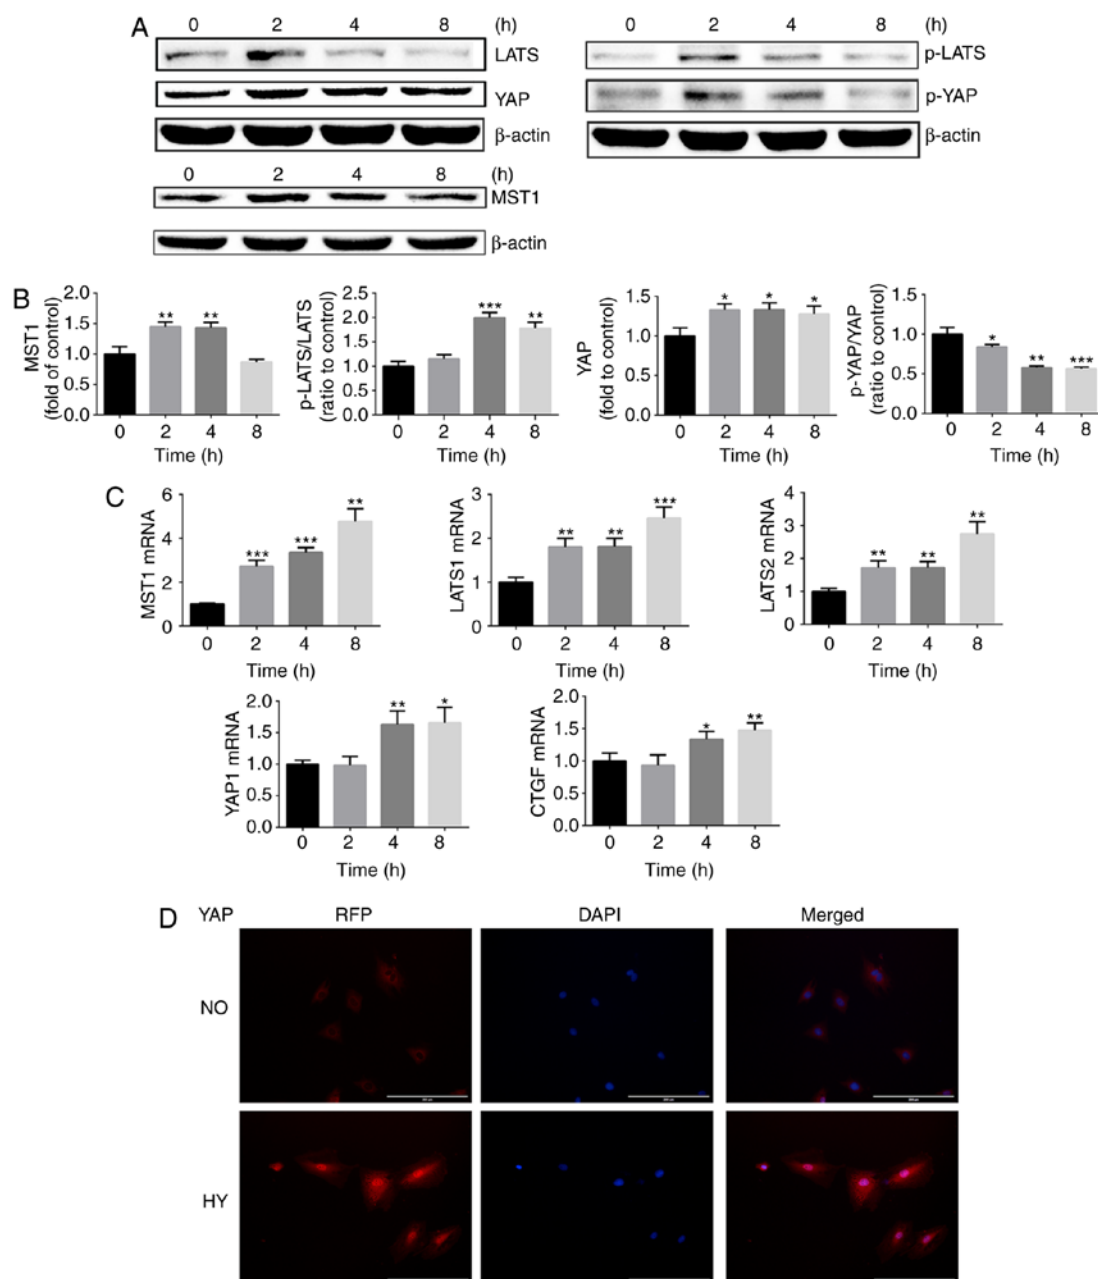 A
0 2 4 8 (h)
LATS
YAP
β-actin
0 2 4 8 (h)
p-LATS
p-YAP
β-actin
0 2 4 8 (h)
MST1
β-actin
B
MST1
(fold of control)
2.0
1.5
1.0
0.5
0.0
** **
0 2 4 8
Time (h)
p-LATS/LATS
(ratio to control)
2.5
2.0
1.5
1.0
0.5
0.0
*** **
0 2 4 8
Time (h)
YAP
(fold to control)
1.5
1.0
0.5
0.0
* * *
0 2 4 8
Time (h)
p-YAP/YAP
(ratio to control)
1.5
1.0
0.5
0.0
* ** ***
0 2 4 8
Time (h)
C
MST1 mRNA
6
4
2
0
*** *** **
0 2 4 8
Time (h)
LATS1 mRNA
3
2
1
0
** ** ***
0 2 4 8
Time (h)
LATS2 mRNA
4
3
2
1
0
** ** **
0 2 4 8
Time (h)
YAP1 mRNA
2.0
1.5
1.0
0.5
0.0
** *
0 2 4 8
Time (h)
CTGF mRNA
2.0
1.5
1.0
0.5
0.0
* **
0 2 4 8
Time (h)
D
YAP RFP DAPI Merged
NO
HY